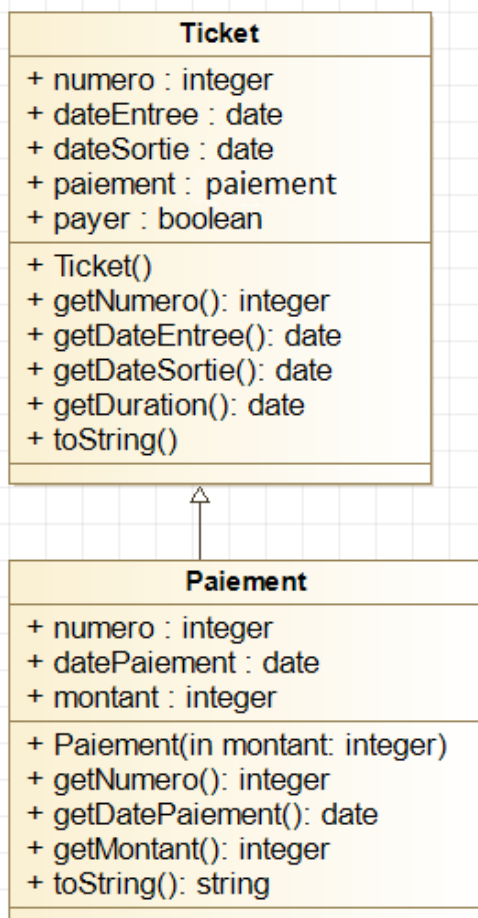 Ticket
+ numero : integer
+ dateEntree : date
+ dateSortie : date
+ paiement : paiement
+ payer : boolean
+ Ticket()
+ getNumero(): integer
+ getDateEntree(): date
+ getDateSortie(): date
+ getDuration(): date
+ toString()
Paiement
+ numero : integer
+ datePaiement : date
+ montant : integer
+ Paiement(in montant: integer)
+ getNumero(): integer
+ getDatePaiement(): date
+ getMontant(): integer
+ toString(): string